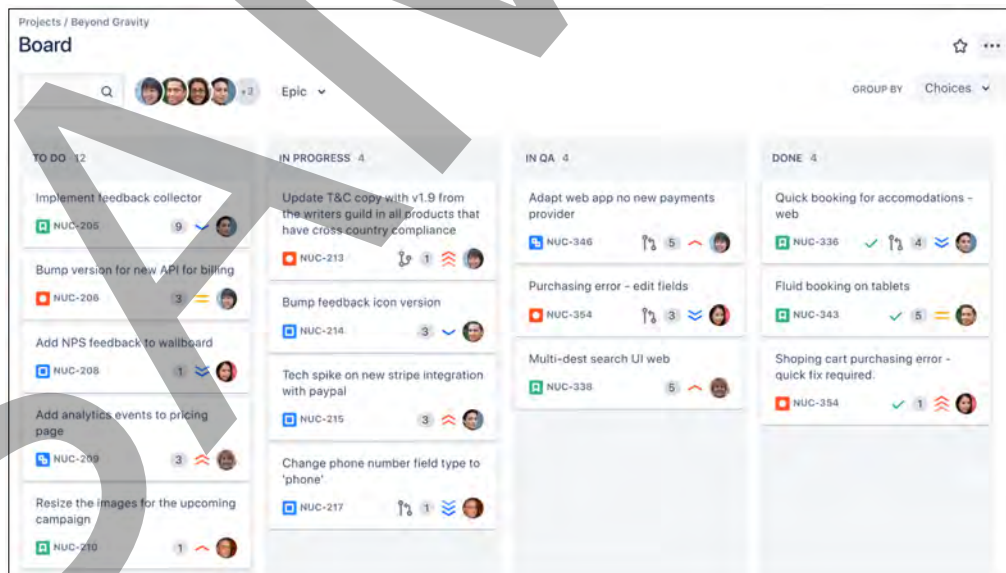 Projects / Beyond Gravity
Board
+3
Epic
GROUP BY Choices
TO DO 12
Implement feedback collector
NUC-205 9
Bump version for new API for billing
NUC-206 3
Add NPS feedback to wallboard
NUC-208 1
Add analytics events to pricing
page
NUC-209 3
Resize the images for the upcoming
campaign
NUC-210 1
IN PROGRESS 4
Update T&C copy with v1.9 from
the writers guild in all products that
have cross country compliance
NUC-213 1
Bump feedback icon version
NUC-214 3
Tech spike on new stripe integration
with paypal
NUC-215 3
Change phone number field type to
'phone'
NUC-217 1
IN QA 4
Adapt web app no new payments
provider
NUC-346 5
Purchasing error - edit fields
NUC-354 3
Multi-dest search UI web
NUC-338 5
DONE 4
Quick booking for accomodations -
web
NUC-336 4
Fluid booking on tablets
NUC-343 5
Shoping cart purchasing error -
quick fix required.
NUC-354 1